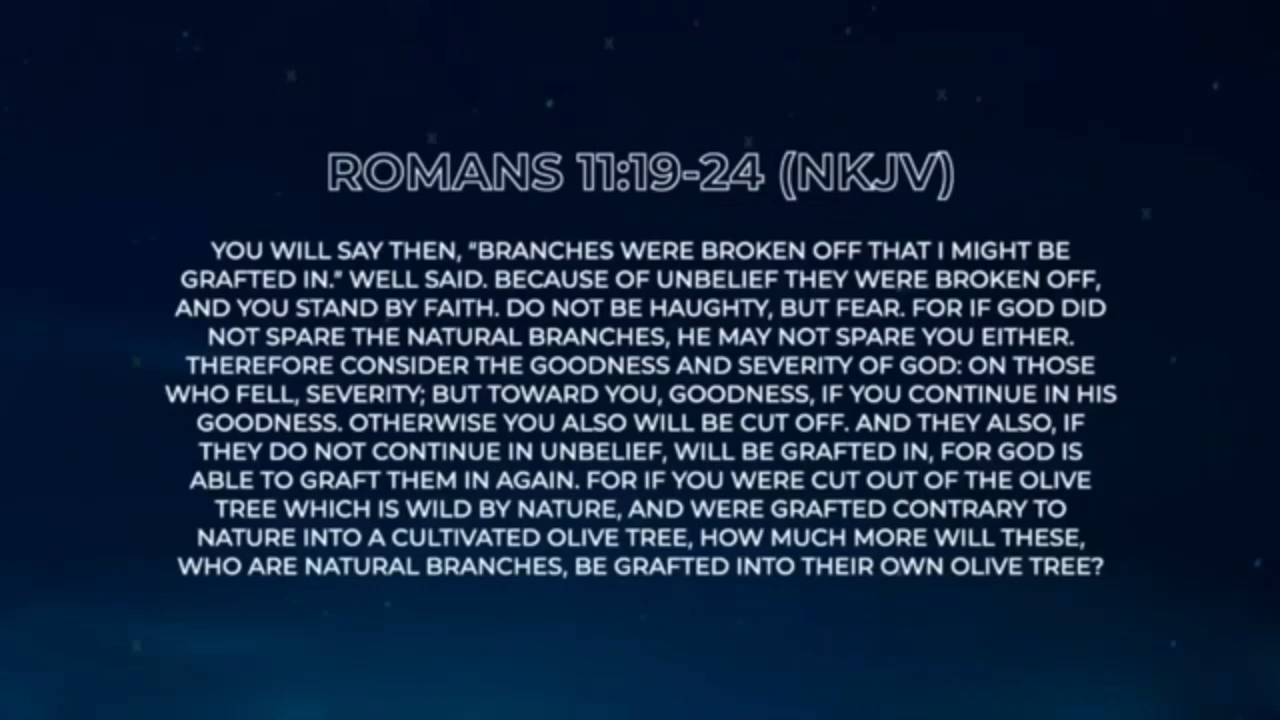 ROMANS 11:19-24 (NKJV)
YOU WILL SAY THEN, "BRANCHES WERE BROKEN OFF THAT I MIGHT BE
GRAFTED IN." WELL SAID. BECAUSE OF UNBELIEF THEY WERE BROKEN OFF,
AND YOU STAND BY FAITH. DO NOT BE HAUGHTY, BUT FEAR. FOR IF GOD DID
NOT SPARE THE NATURAL BRANCHES, HE MAY NOT SPARE YOU EITHER.
THEREFORE CONSIDER THE GOODNESS AND SEVERITY OF GOD: ON THOSE
WHO FELL, SEVERITY; BUT TOWARD YOU, GOODNESS, IF YOU CONTINUE IN HIS
GOODNESS. OTHERWISE YOU ALSO WILL BE CUT OFF. AND THEY ALSO, IF
THEY DO NOT CONTINUE IN UNBELIEF, WILL BE GRAFTED IN, FOR GOD IS
ABLE TO GRAFT THEM IN AGAIN. FOR IF YOU WERE CUT OUT OF THE OLIVE
TREE WHICH IS WILD BY NATURE, AND WERE GRAFTED CONTRARY TO
NATURE INTO A CULTIVATED OLIVE TREE, HOW MUCH MORE WILL THESE,
WHO ARE NATURAL BRANCHES, BE GRAFTED INTO THEIR OWN OLIVE TREE?